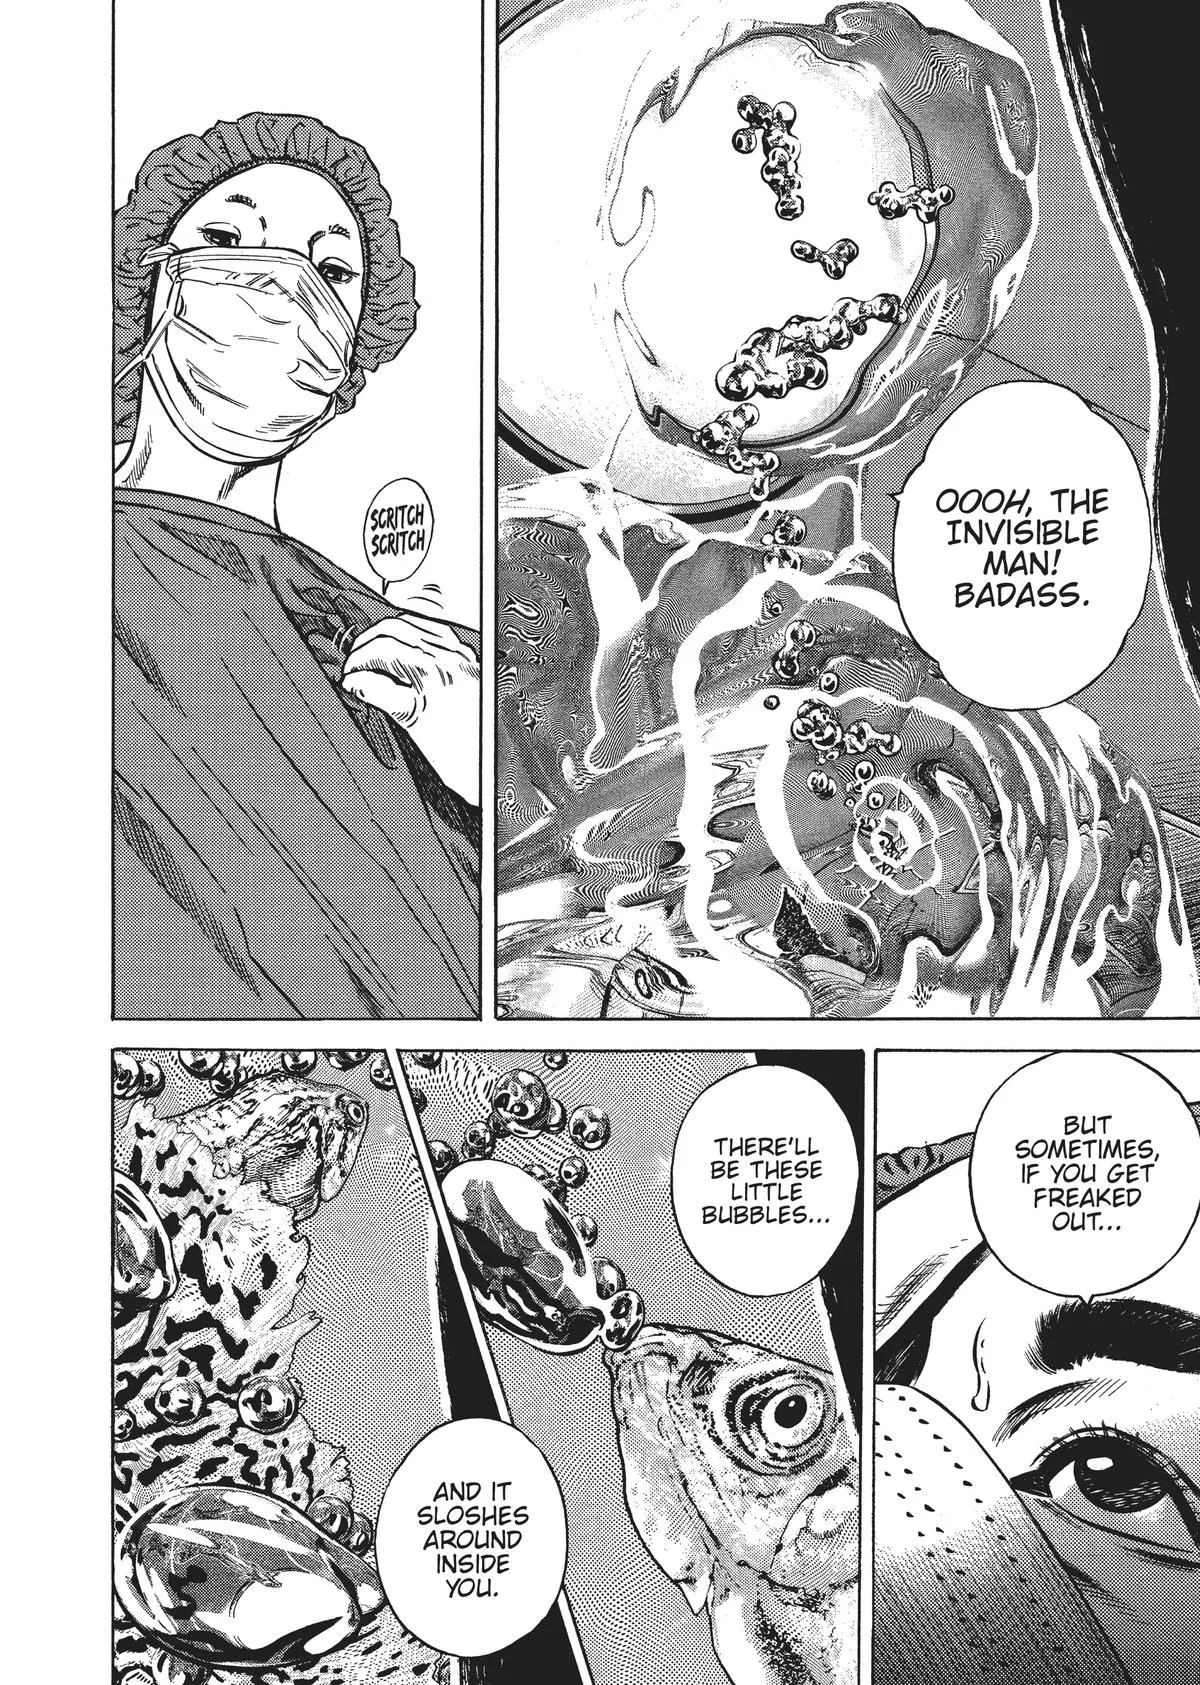 OOOH, THE
INVISIBLE
MAN!
BADASS.
SCRITCH
SCRITCH
BUT
SOMETIMES,
IF YOU GET
FREAKED
OUT...
THERE'LL
BE THESE
LITTLE
BUBBLES...
AND IT
SLOSHES
AROUND
INSIDE
YOU.